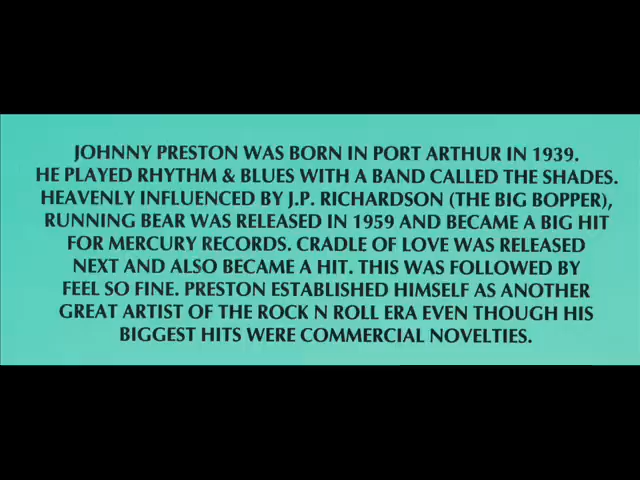 JOHNNY PRESTON WAS BORN IN PORT ARTHUR IN 1939.
HE PLAYED RHYTHM & BLUES WITH A BAND CALLED THE SHADES.
HEAVENLY INFLUENCED BY J.P. RICHARDSON (THE BIG BOPPER),
RUNNING BEAR WAS RELEASED IN 1959 AND BECAME A BIG HIT
FOR MERCURY RECORDS. CRADLE OF LOVE WAS RELEASED
NEXT AND ALSO BECAME A HIT. THIS WAS FOLLOWED BY
FEEL SO FINE. PRESTON ESTABLISHED HIMSELF AS ANOTHER
GREAT ARTIST OF THE ROCK N ROLL ERA EVEN THOUGH HIS
BIGGEST HITS WERE COMMERCIAL NOVELTIES.